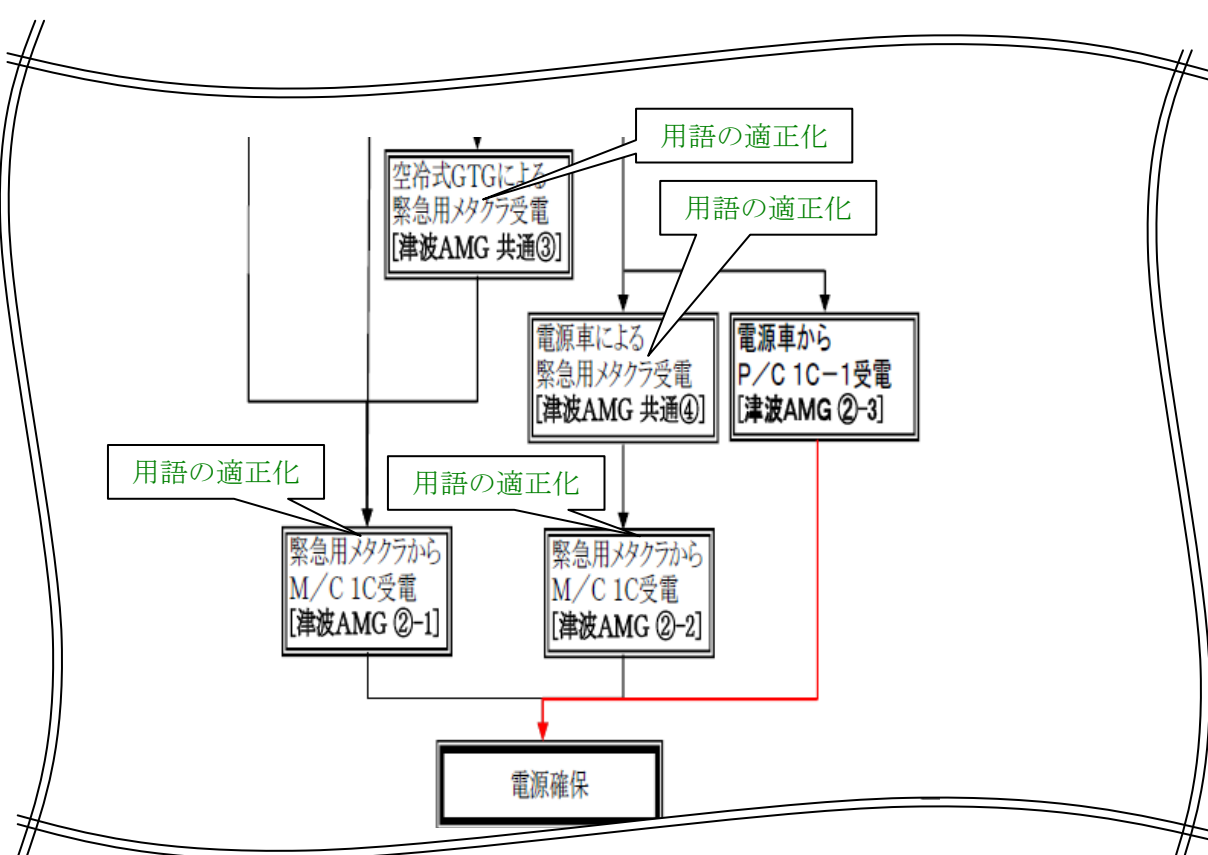 用語の適正化
空冷式GTGによる
緊急用メタクラ受電
[津波AMG 共通③]
用語の適正化
電源車による
緊急用メタクラ受電
[津波AMG 共通④]
電源車から
P／C 1C－1受電
[津波AMG ②-3]
用語の適正化
用語の適正化
緊急用メタクラから
M／C 1C受電
[津波AMG ②-1]
緊急用メタクラから
M／C 1C受電
[津波AMG ②-2]
電源確保